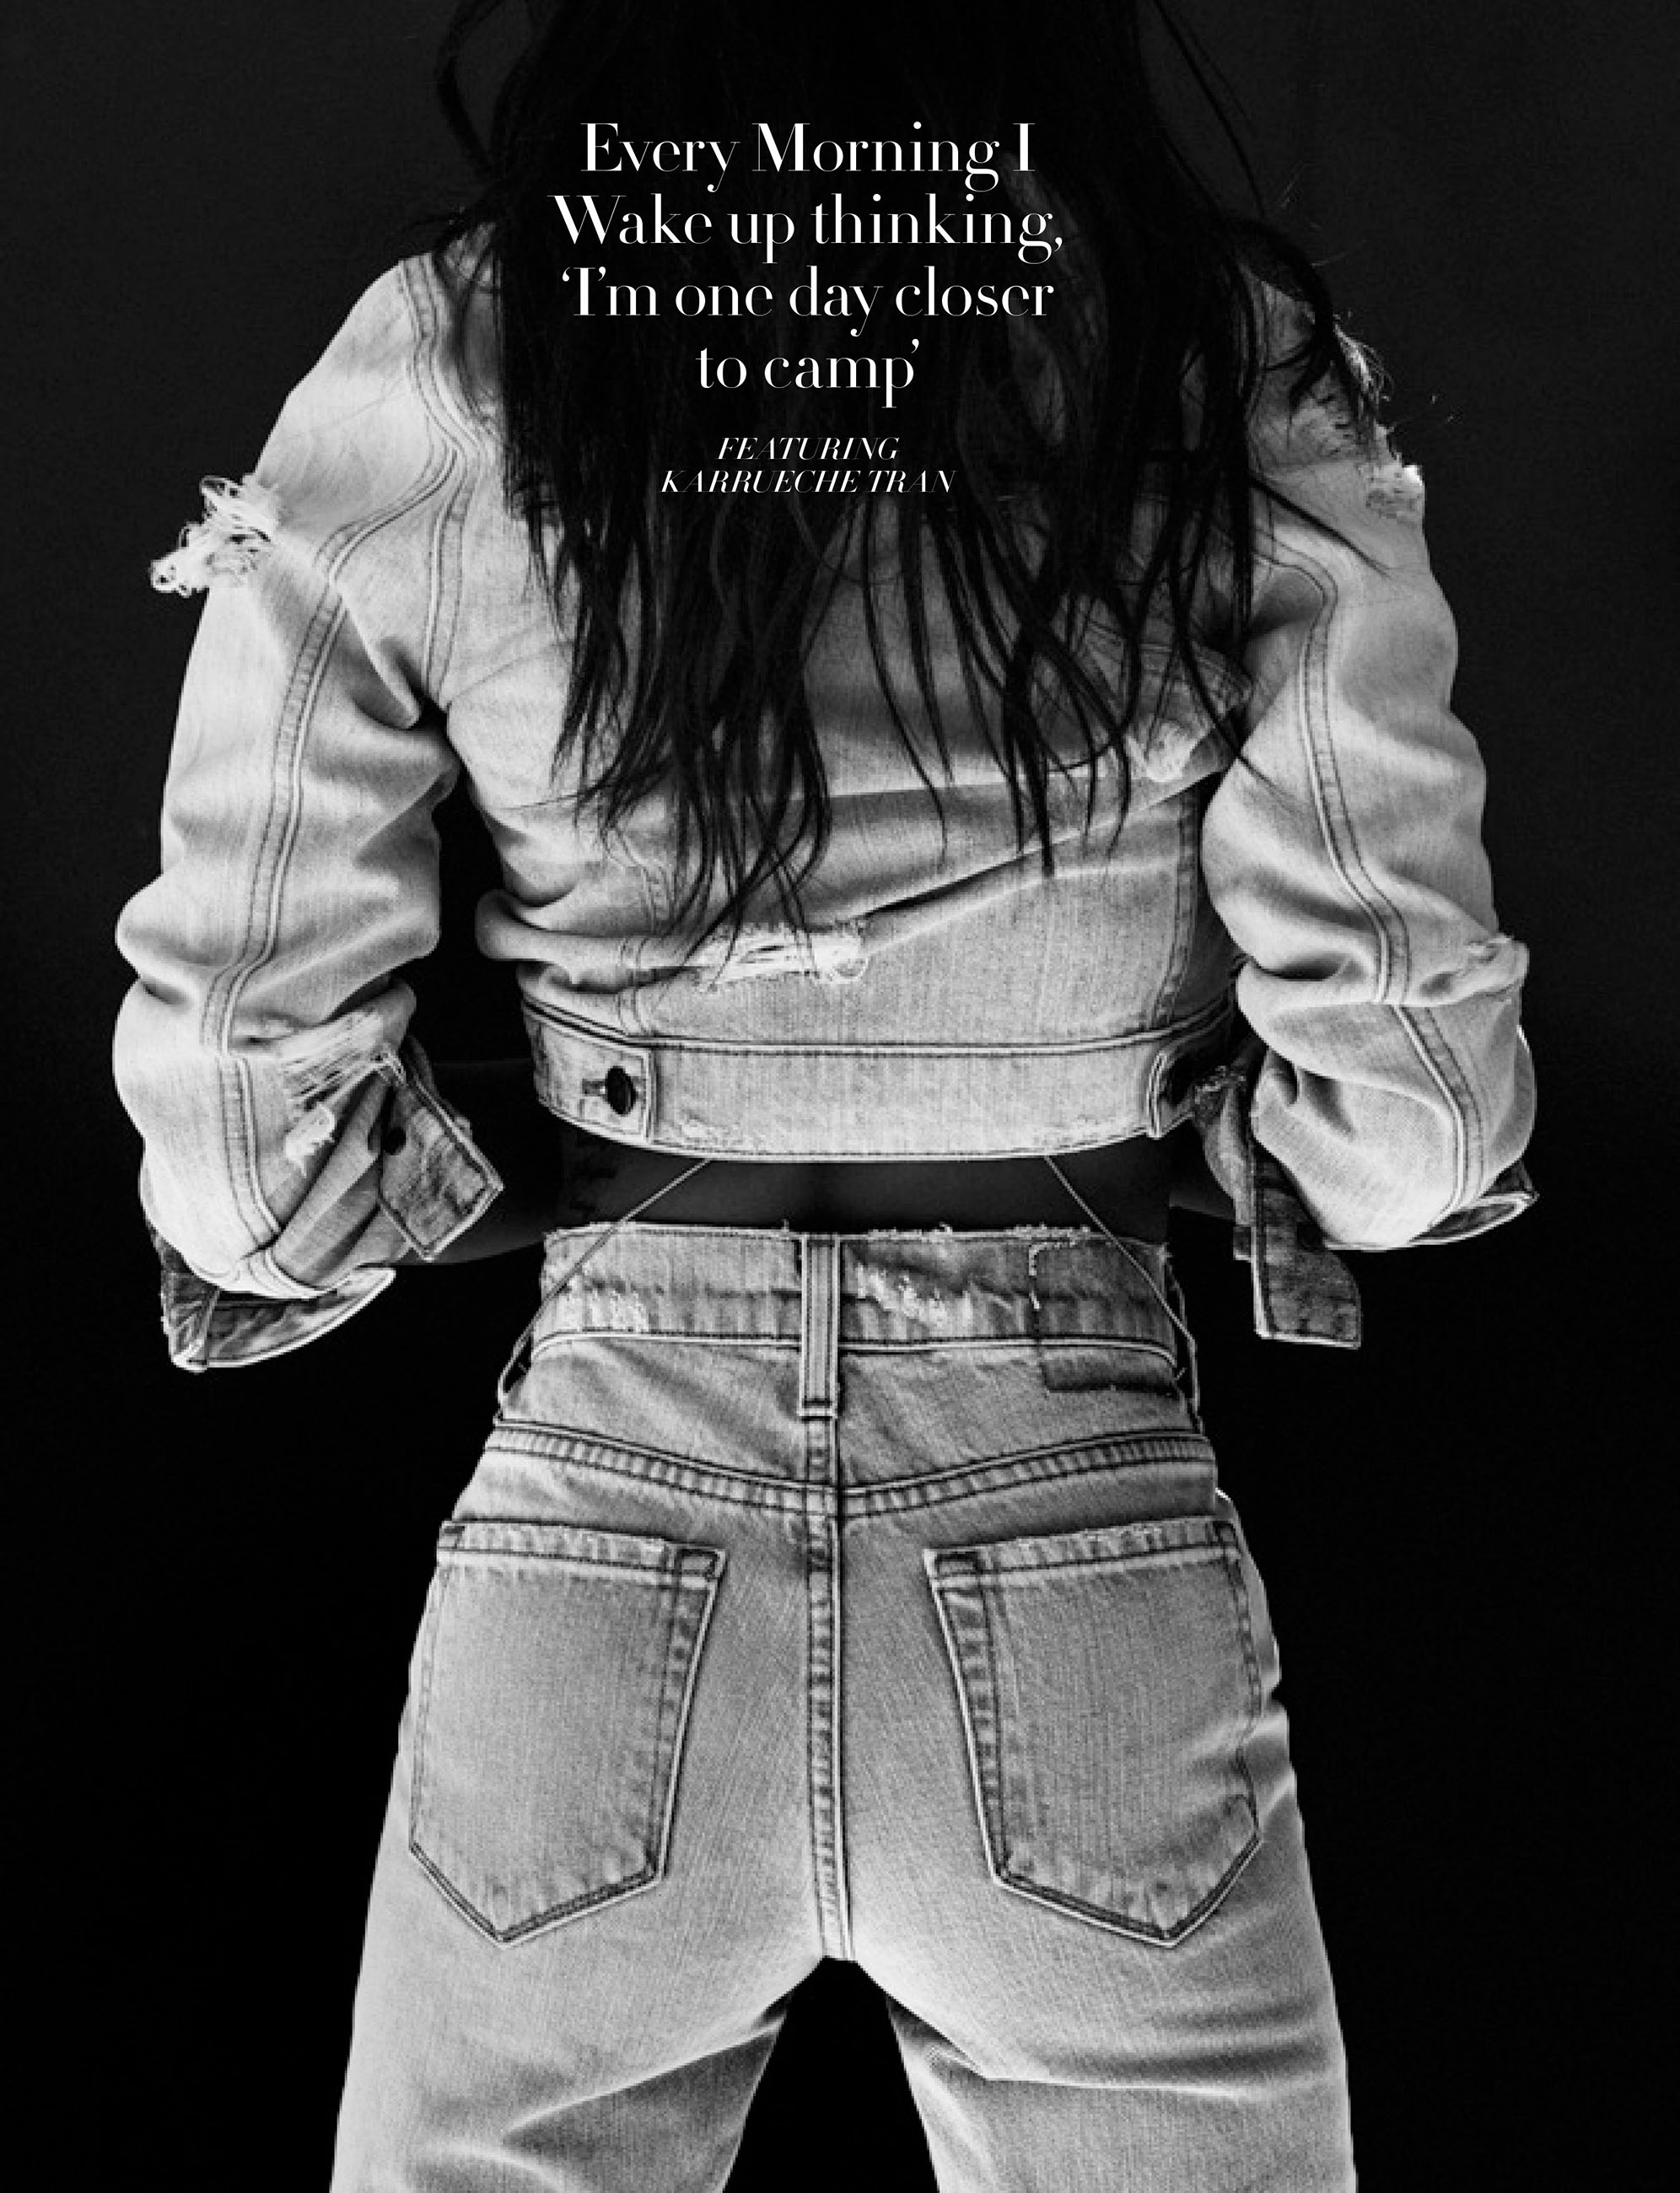 Every Morning I
Wake up thinking,
‘I’m one day closer
to camp’
FEATURING
KARRUECHE TRAN